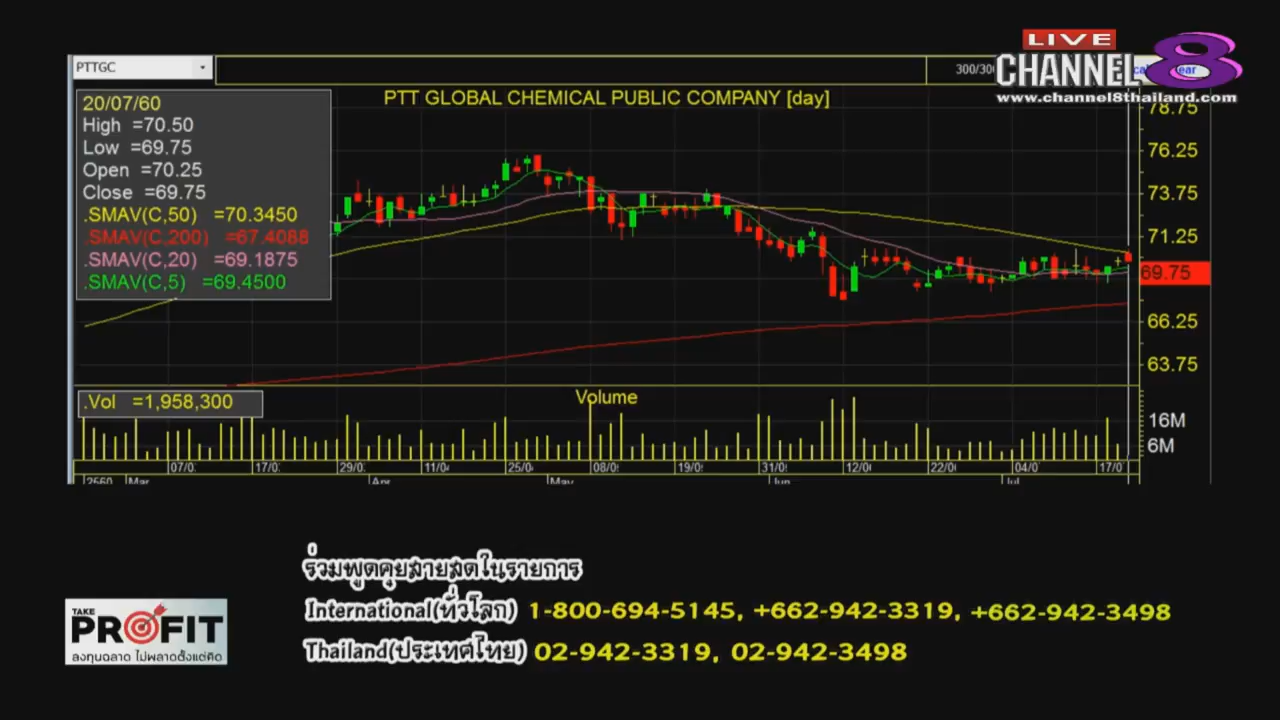 LIVE
CHANNEL 8
www.channel8thailand.com
PTTGC
300/300
PTT GLOBAL CHEMICAL PUBLIC COMPANY [day]
20/07/60
High =70.50
Low =69.75
Open =70.25
Close =69.75
.SMAV(C,50) =70.3450
.SMAV(C,200) =67.4088
.SMAV(C,20) =69.1875
.SMAV(C,5) =69.4500
78.75
76.25
73.75
71.25
69.75
66.25
63.75
.Vol =1,958,300
Volume
16M
6M
07/0 17/0 29/0 11/0 25/0 08/0 19/0 31/0 12/0 22/0 04/0 17/0
2560 Mar Apr May Jun Jul
ร่วมพูดคุยสายสดในรายการ
International(ทั่วโลก) 1-800-694-5145, +662-942-3319, +662-942-3498
Thailand(ประเทศไทย) 02-942-3319, 02-942-3498
TAKE
PROFIT
ลงทุนฉลาด ไม่พลาดตั้งแต่คิด